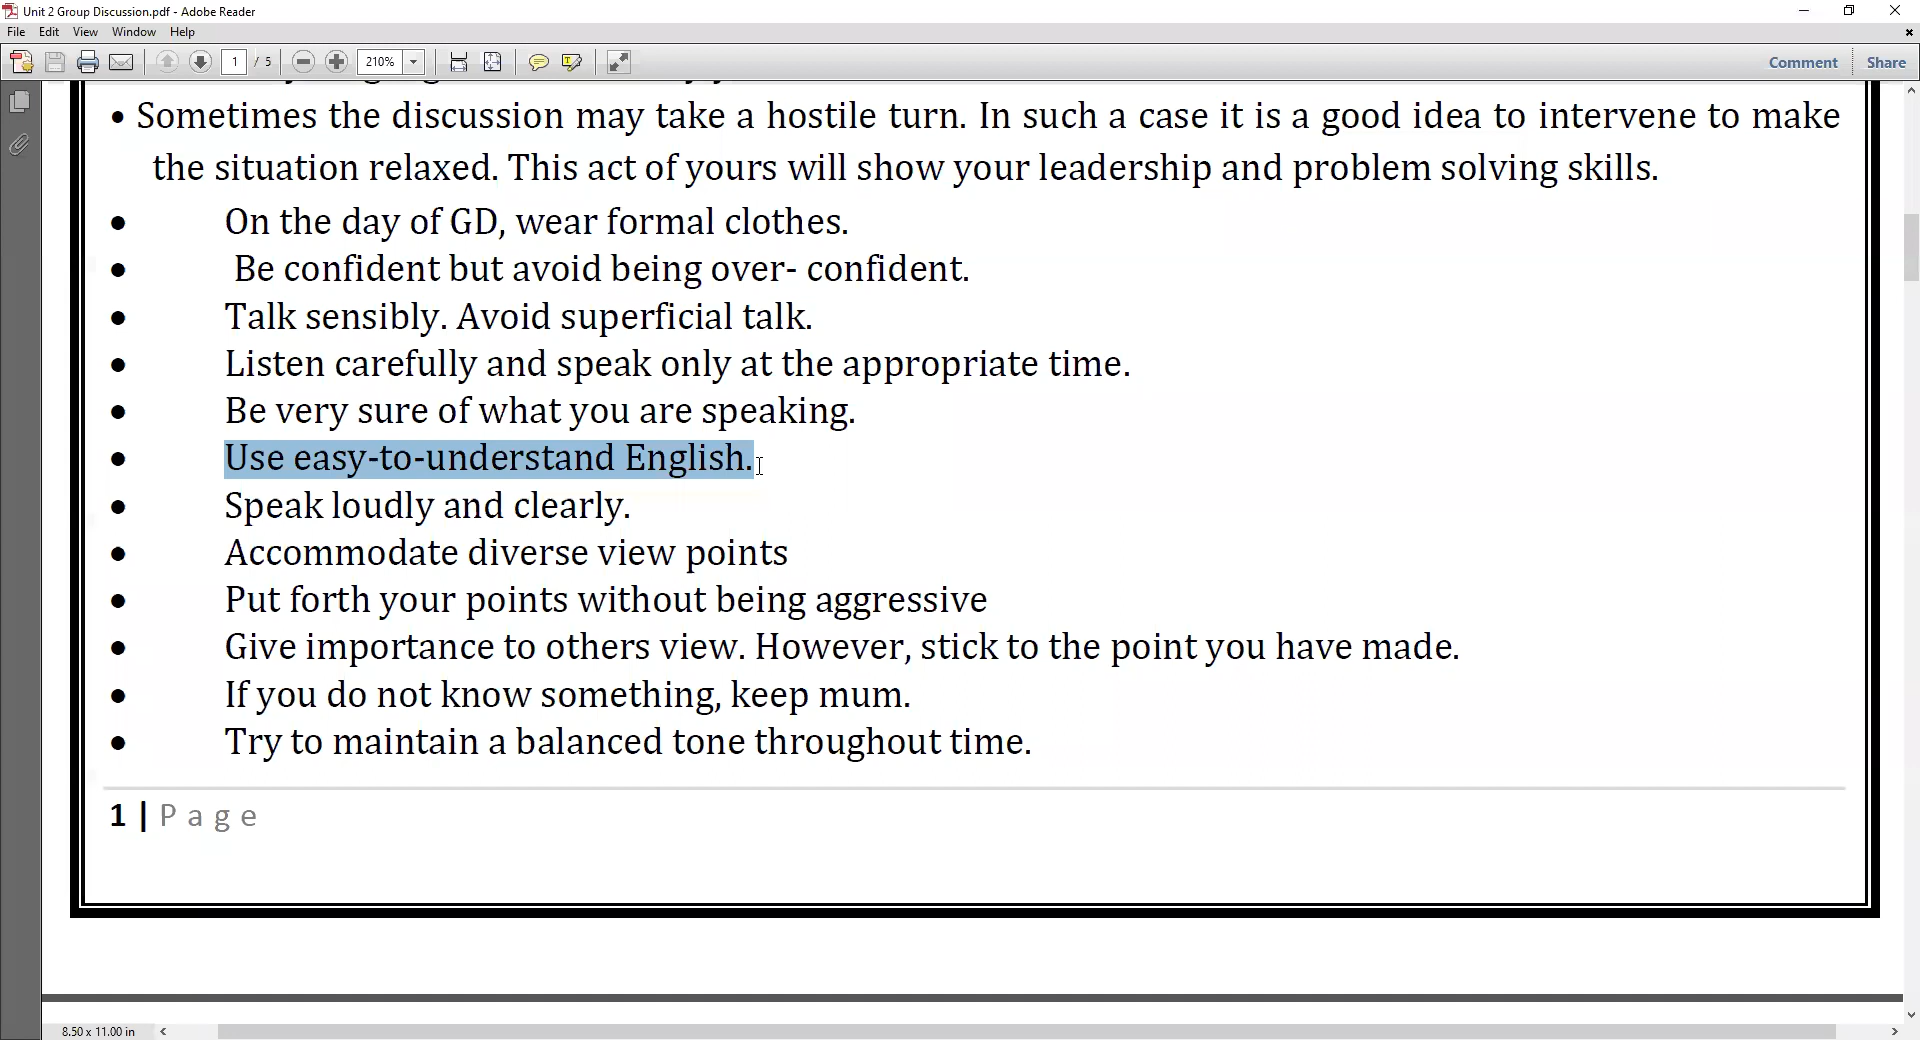 Unit 2 Group Discussion.pdf - Adobe Reader
File Edit View Window Help
1 / 5 210% Comment Share
• Sometimes the discussion may take a hostile turn. In such a case it is a good idea to intervene to make
the situation relaxed. This act of yours will show your leadership and problem solving skills.
• On the day of GD, wear formal clothes.
• Be confident but avoid being over- confident.
• Talk sensibly. Avoid superficial talk.
• Listen carefully and speak only at the appropriate time.
• Be very sure of what you are speaking.
• Use easy-to-understand English.
• Speak loudly and clearly.
• Accommodate diverse view points
• Put forth your points without being aggressive
• Give importance to others view. However, stick to the point you have made.
• If you do not know something, keep mum.
• Try to maintain a balanced tone throughout time.
1 | Page
8.50 x 11.00 in